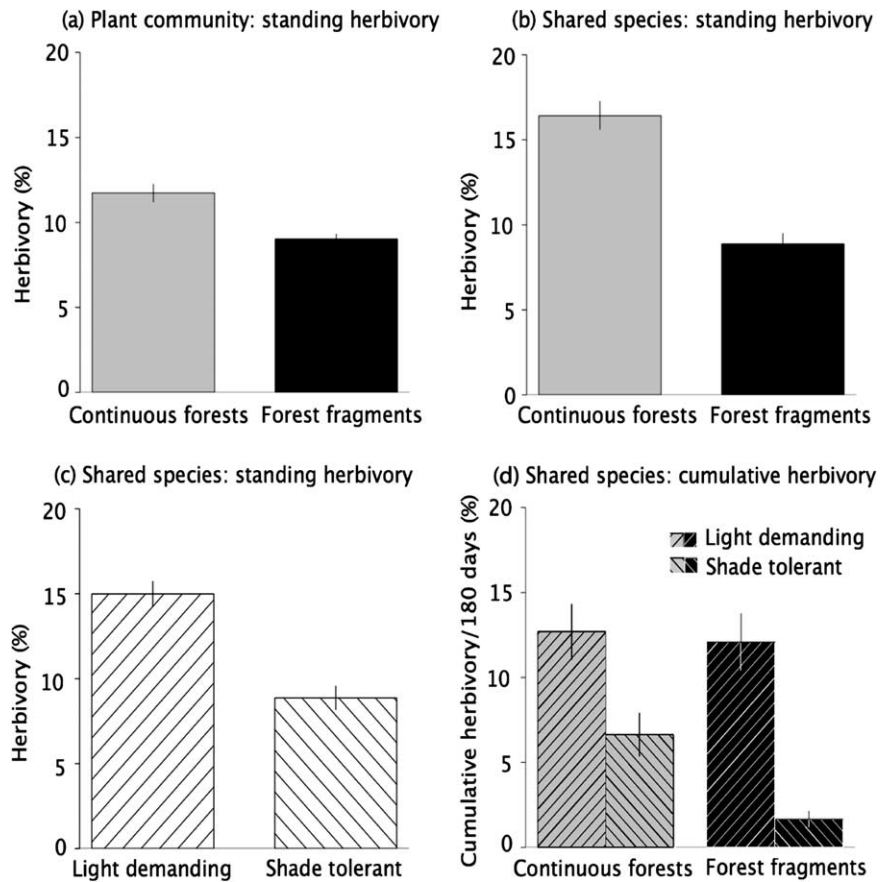 (a) Plant community: standing herbivory
20
15
10
5
0
Herbivory (%)
Continuous forests Forest fragments
(b) Shared species: standing herbivory
20
15
10
5
0
Herbivory (%)
Continuous forests Forest fragments
(c) Shared species: standing herbivory
20
15
10
5
0
Herbivory (%)
Light demanding Shade tolerant
(d) Shared species: cumulative herbivory
20
15
10
5
0
Cumulative herbivory/180 days (%)
Light demanding
Shade tolerant
Continuous forests Forest fragments